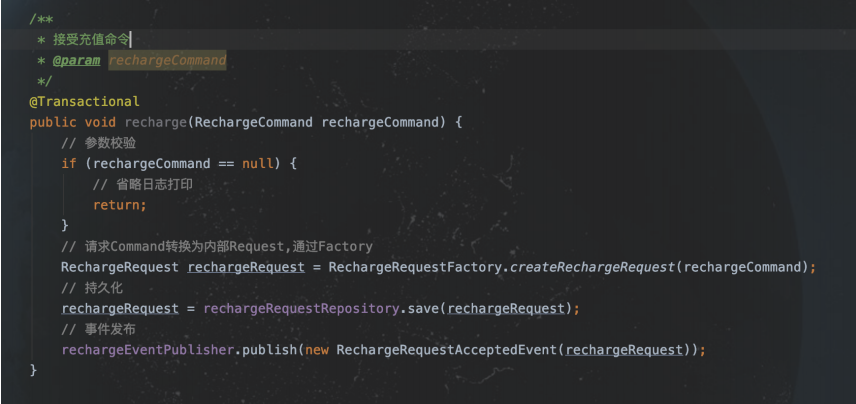 /**
 * 接受充值命令
 * @param rechargeCommand
 */
@Transactional
public void recharge(RechargeCommand rechargeCommand) {
    // 参数校验
    if (rechargeCommand == null) {
        // 省略日志打印
        return;
    }
    // 请求Command转换为内部Request,通过Factory
    RechargeRequest rechargeRequest = RechargeRequestFactory.createRechargeRequest(rechargeCommand);
    // 持久化
    rechargeRequest = rechargeRequestRepository.save(rechargeRequest);
    // 事件发布
    rechargeEventPublisher.publish(new RechargeRequestAcceptedEvent(rechargeRequest));
}